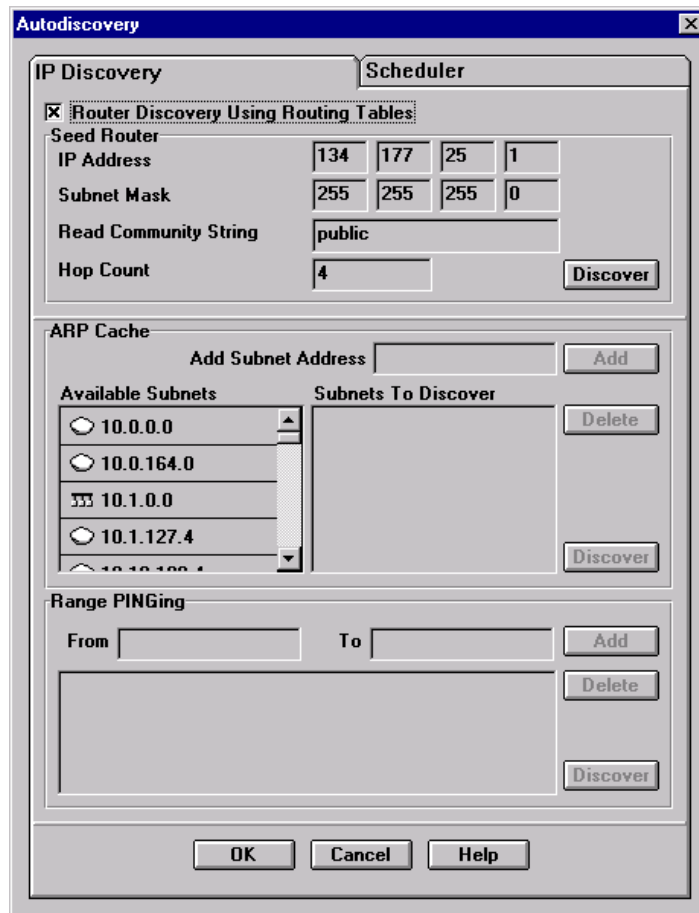 Autodiscovery
IP Discovery
Scheduler
Router Discovery Using Routing Tables
Seed Router
IP Address 134 177 25 1
Subnet Mask 255 255 255 0
Read Community String public
Hop Count 4 Discover
ARP Cache
Add Subnet Address Add
Available Subnets Subnets To Discover
10.0.0.0 Delete
10.0.164.0
10.1.0.0
10.1.127.4
Discover
Range PINGing
From To Add
Delete
Discover
OK Cancel Help